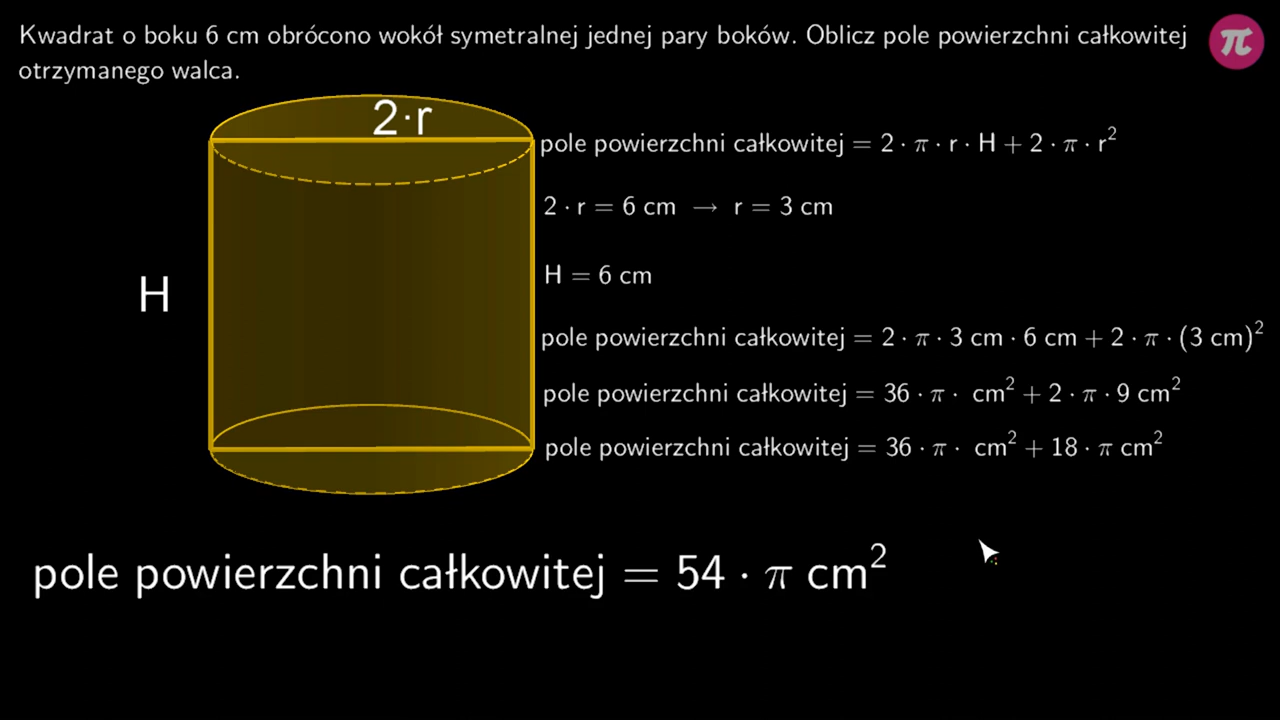 Kwadrat o boku 6 cm obrócono wokół symetralnej jednej pary boków. Oblicz pole powierzchni całkowitej
otrzymanego walca.
π
2·r
pole powierzchni całkowitej = 2 · π · r · H + 2 · π · r²
2 · r = 6 cm → r = 3 cm
H
H = 6 cm
pole powierzchni całkowitej = 2 · π · 3 cm · 6 cm + 2 · π · (3 cm)²
pole powierzchni całkowitej = 36 · π · cm² + 2 · π · 9 cm²
pole powierzchni całkowitej = 36 · π · cm² + 18 · π cm²
pole powierzchni całkowitej = 54 · π cm²